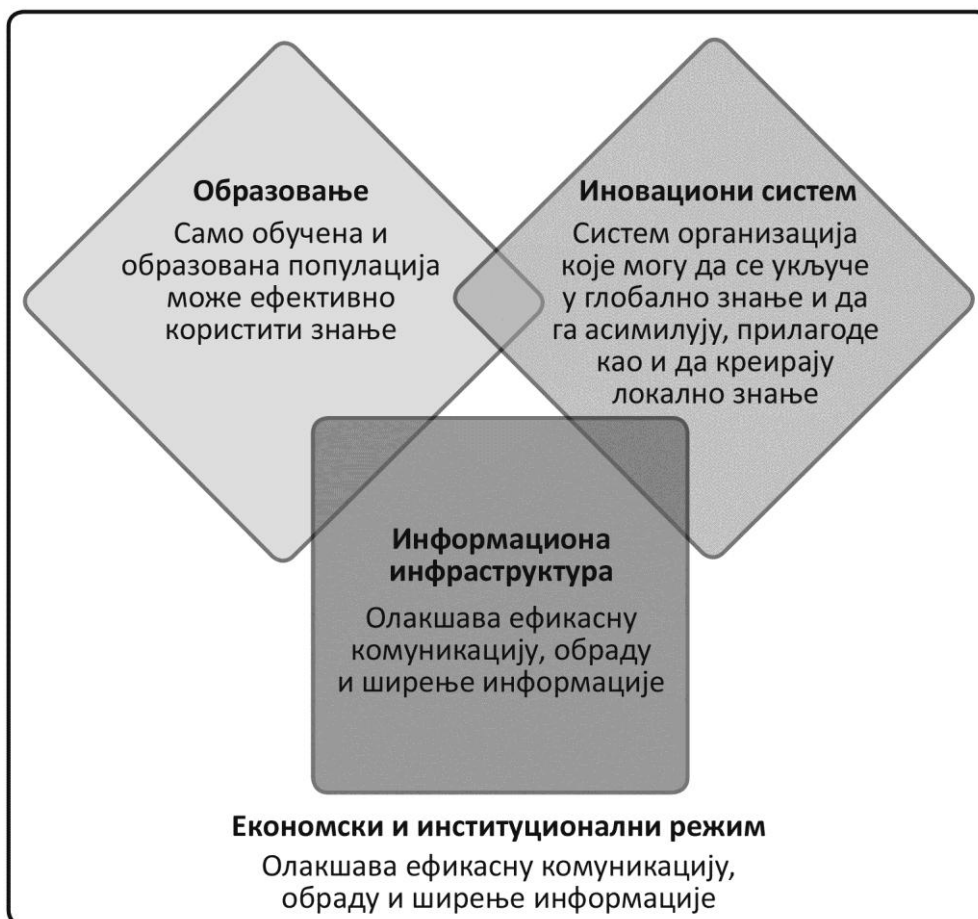 Образовање
Само обучена и
образована популација
може ефективно
користити знање
Иновациони систем
Систем организација
које могу да се укључе
у глобално знање и да
га асимилују, прилагоде
као и да креирају
локално знање
Информациона
инфраструктура
Олакшава ефикасну
комуникацију, обраду
и ширење информације
Економски и институционални режим
Олакшава ефикасну комуникацију,
обраду и ширење информације